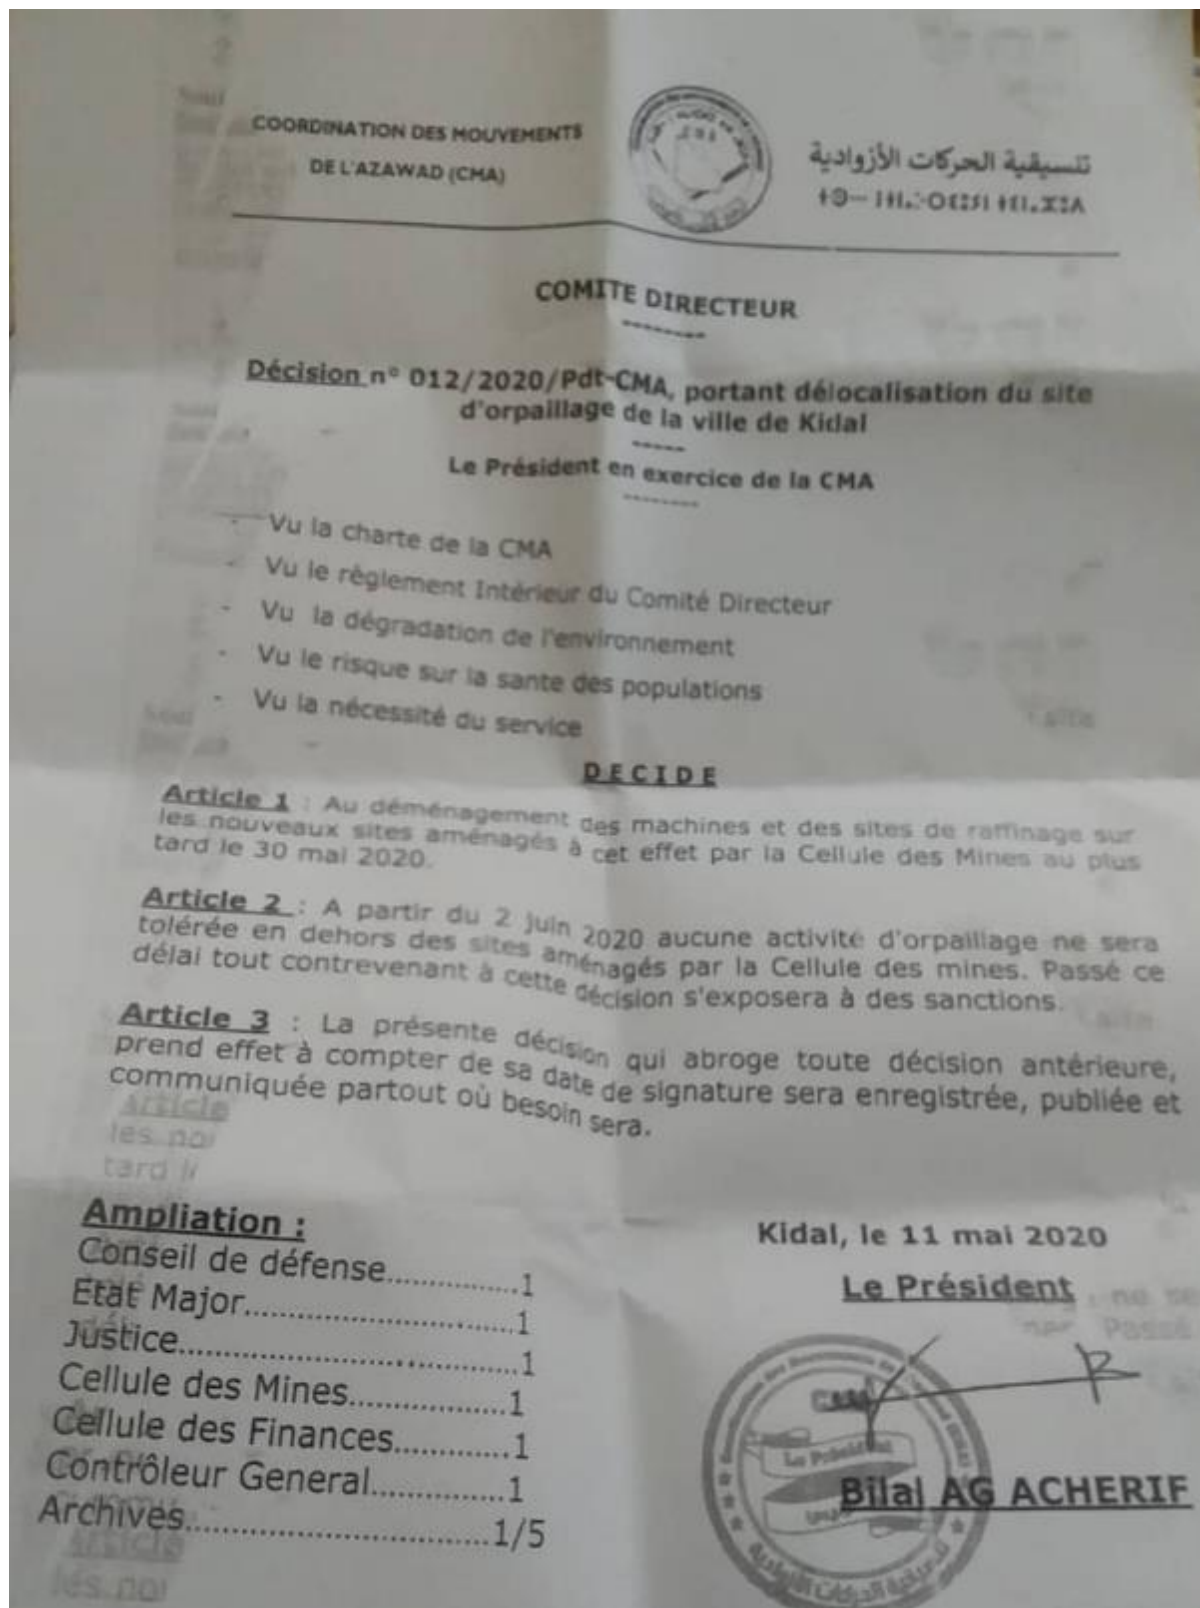 COORDINATION DES MOUVEMENTS
DE L'AZAWAD (CMA)
تنسيقية الحركات الأزوادية
COMITE DIRECTEUR
--------
Décision n° 012/2020/Pdt-CMA, portant délocalisation du site
d'orpaillage de la ville de Kidal
-----
Le Président en exercice de la CMA
--------
- Vu la charte de la CMA
- Vu le règlement Intérieur du Comité Directeur
- Vu la dégradation de l'environnement
- Vu le risque sur la sante des populations
- Vu la nécessité du service
DECIDE
Article 1 : Au déménagement des machines et des sites de raffinage sur
les nouveaux sites aménagés à cet effet par la Cellule des Mines au plus
tard le 30 mai 2020.
Article 2 : A partir du 2 juin 2020 aucune activité d'orpaillage ne sera
tolérée en dehors des sites aménagés par la Cellule des mines. Passé ce
délai tout contrevenant à cette décision s'exposera à des sanctions.
Article 3 : La présente décision qui abroge toute décision antérieure,
prend effet à compter de sa date de signature sera enregistrée, publiée et
communiquée partout où besoin sera.
Ampliation :
Conseil de défense...............1
Etat Major...............................1
Justice.......................................1
Cellule des Mines..................1
Cellule des Finances.............1
Contrôleur General...............1
Archives................................1/5
Kidal, le 11 mai 2020
Le Président
Le Président
Bilal AG ACHERIF
تنسيقية الحركات الأزوادية